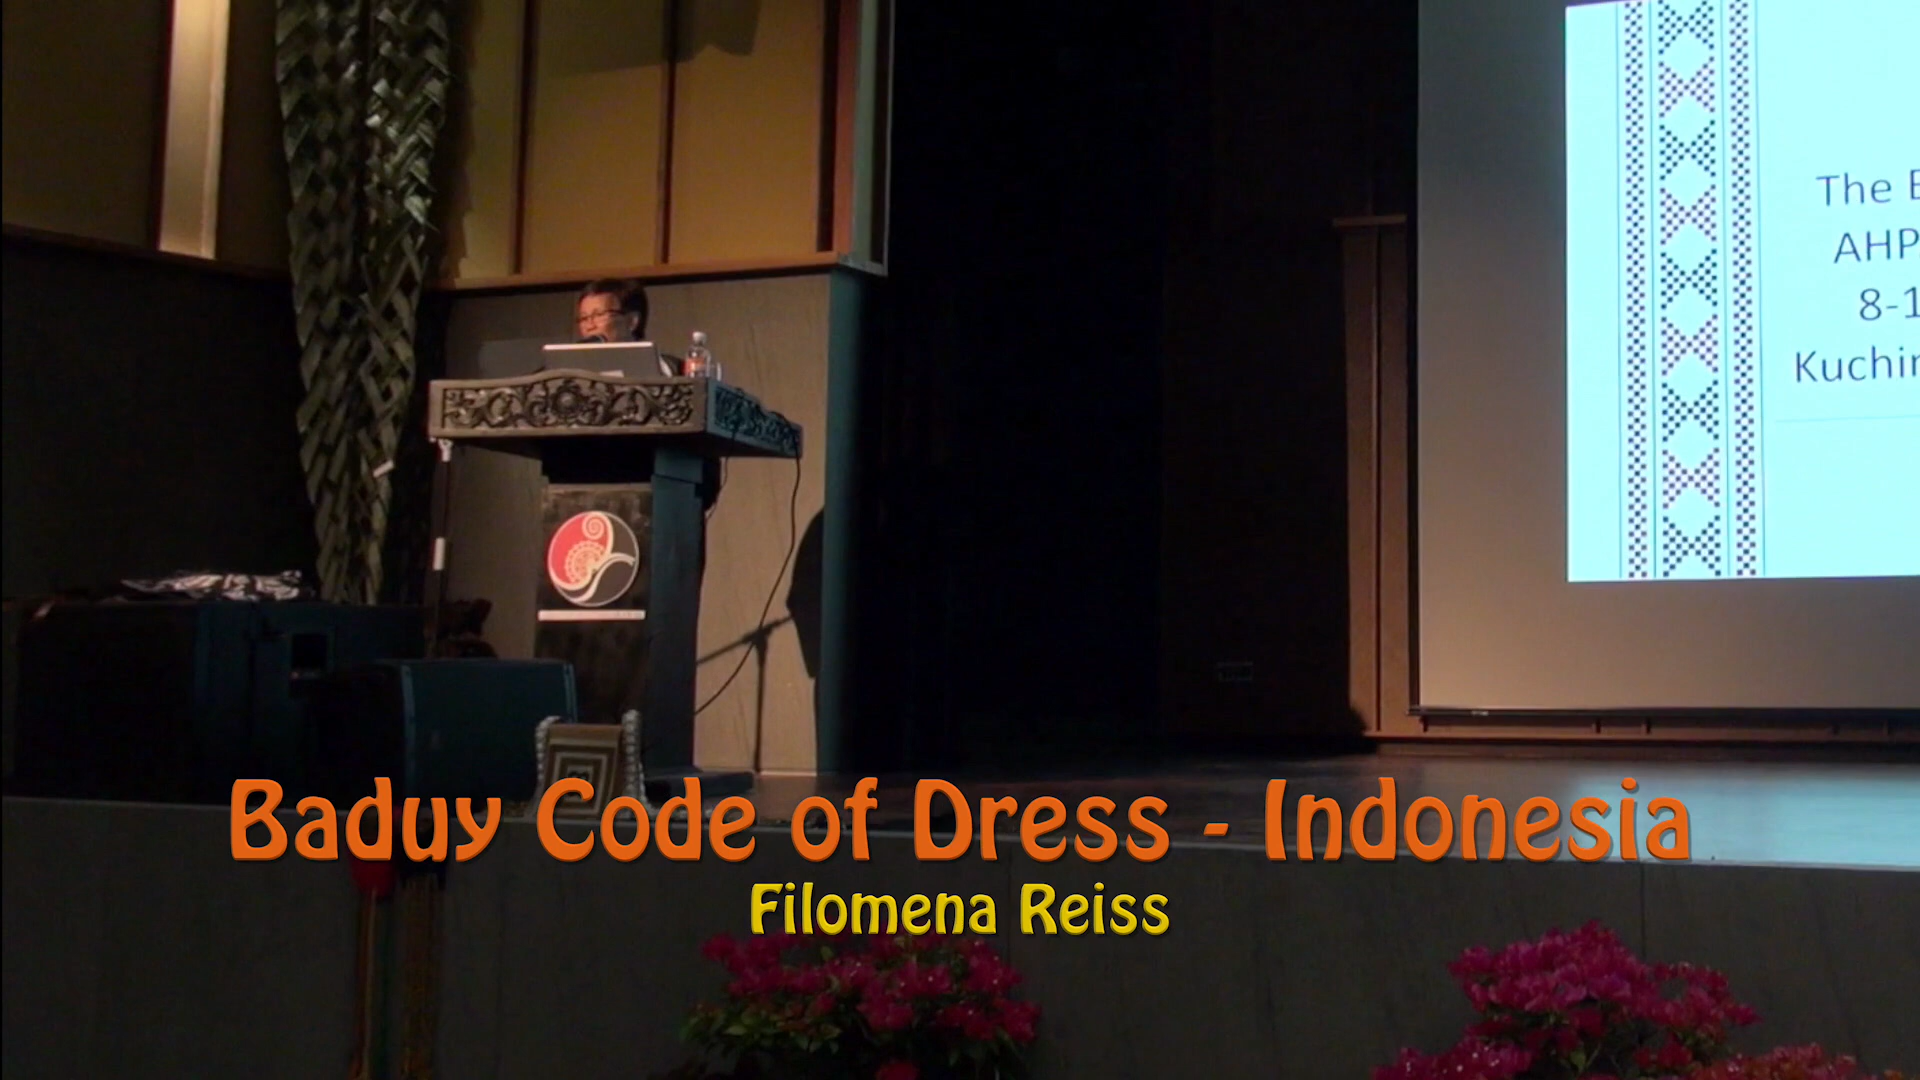 The
AHP
8-1
Kuchin
Baduy Code of Dress - Indonesia
Filomena Reiss